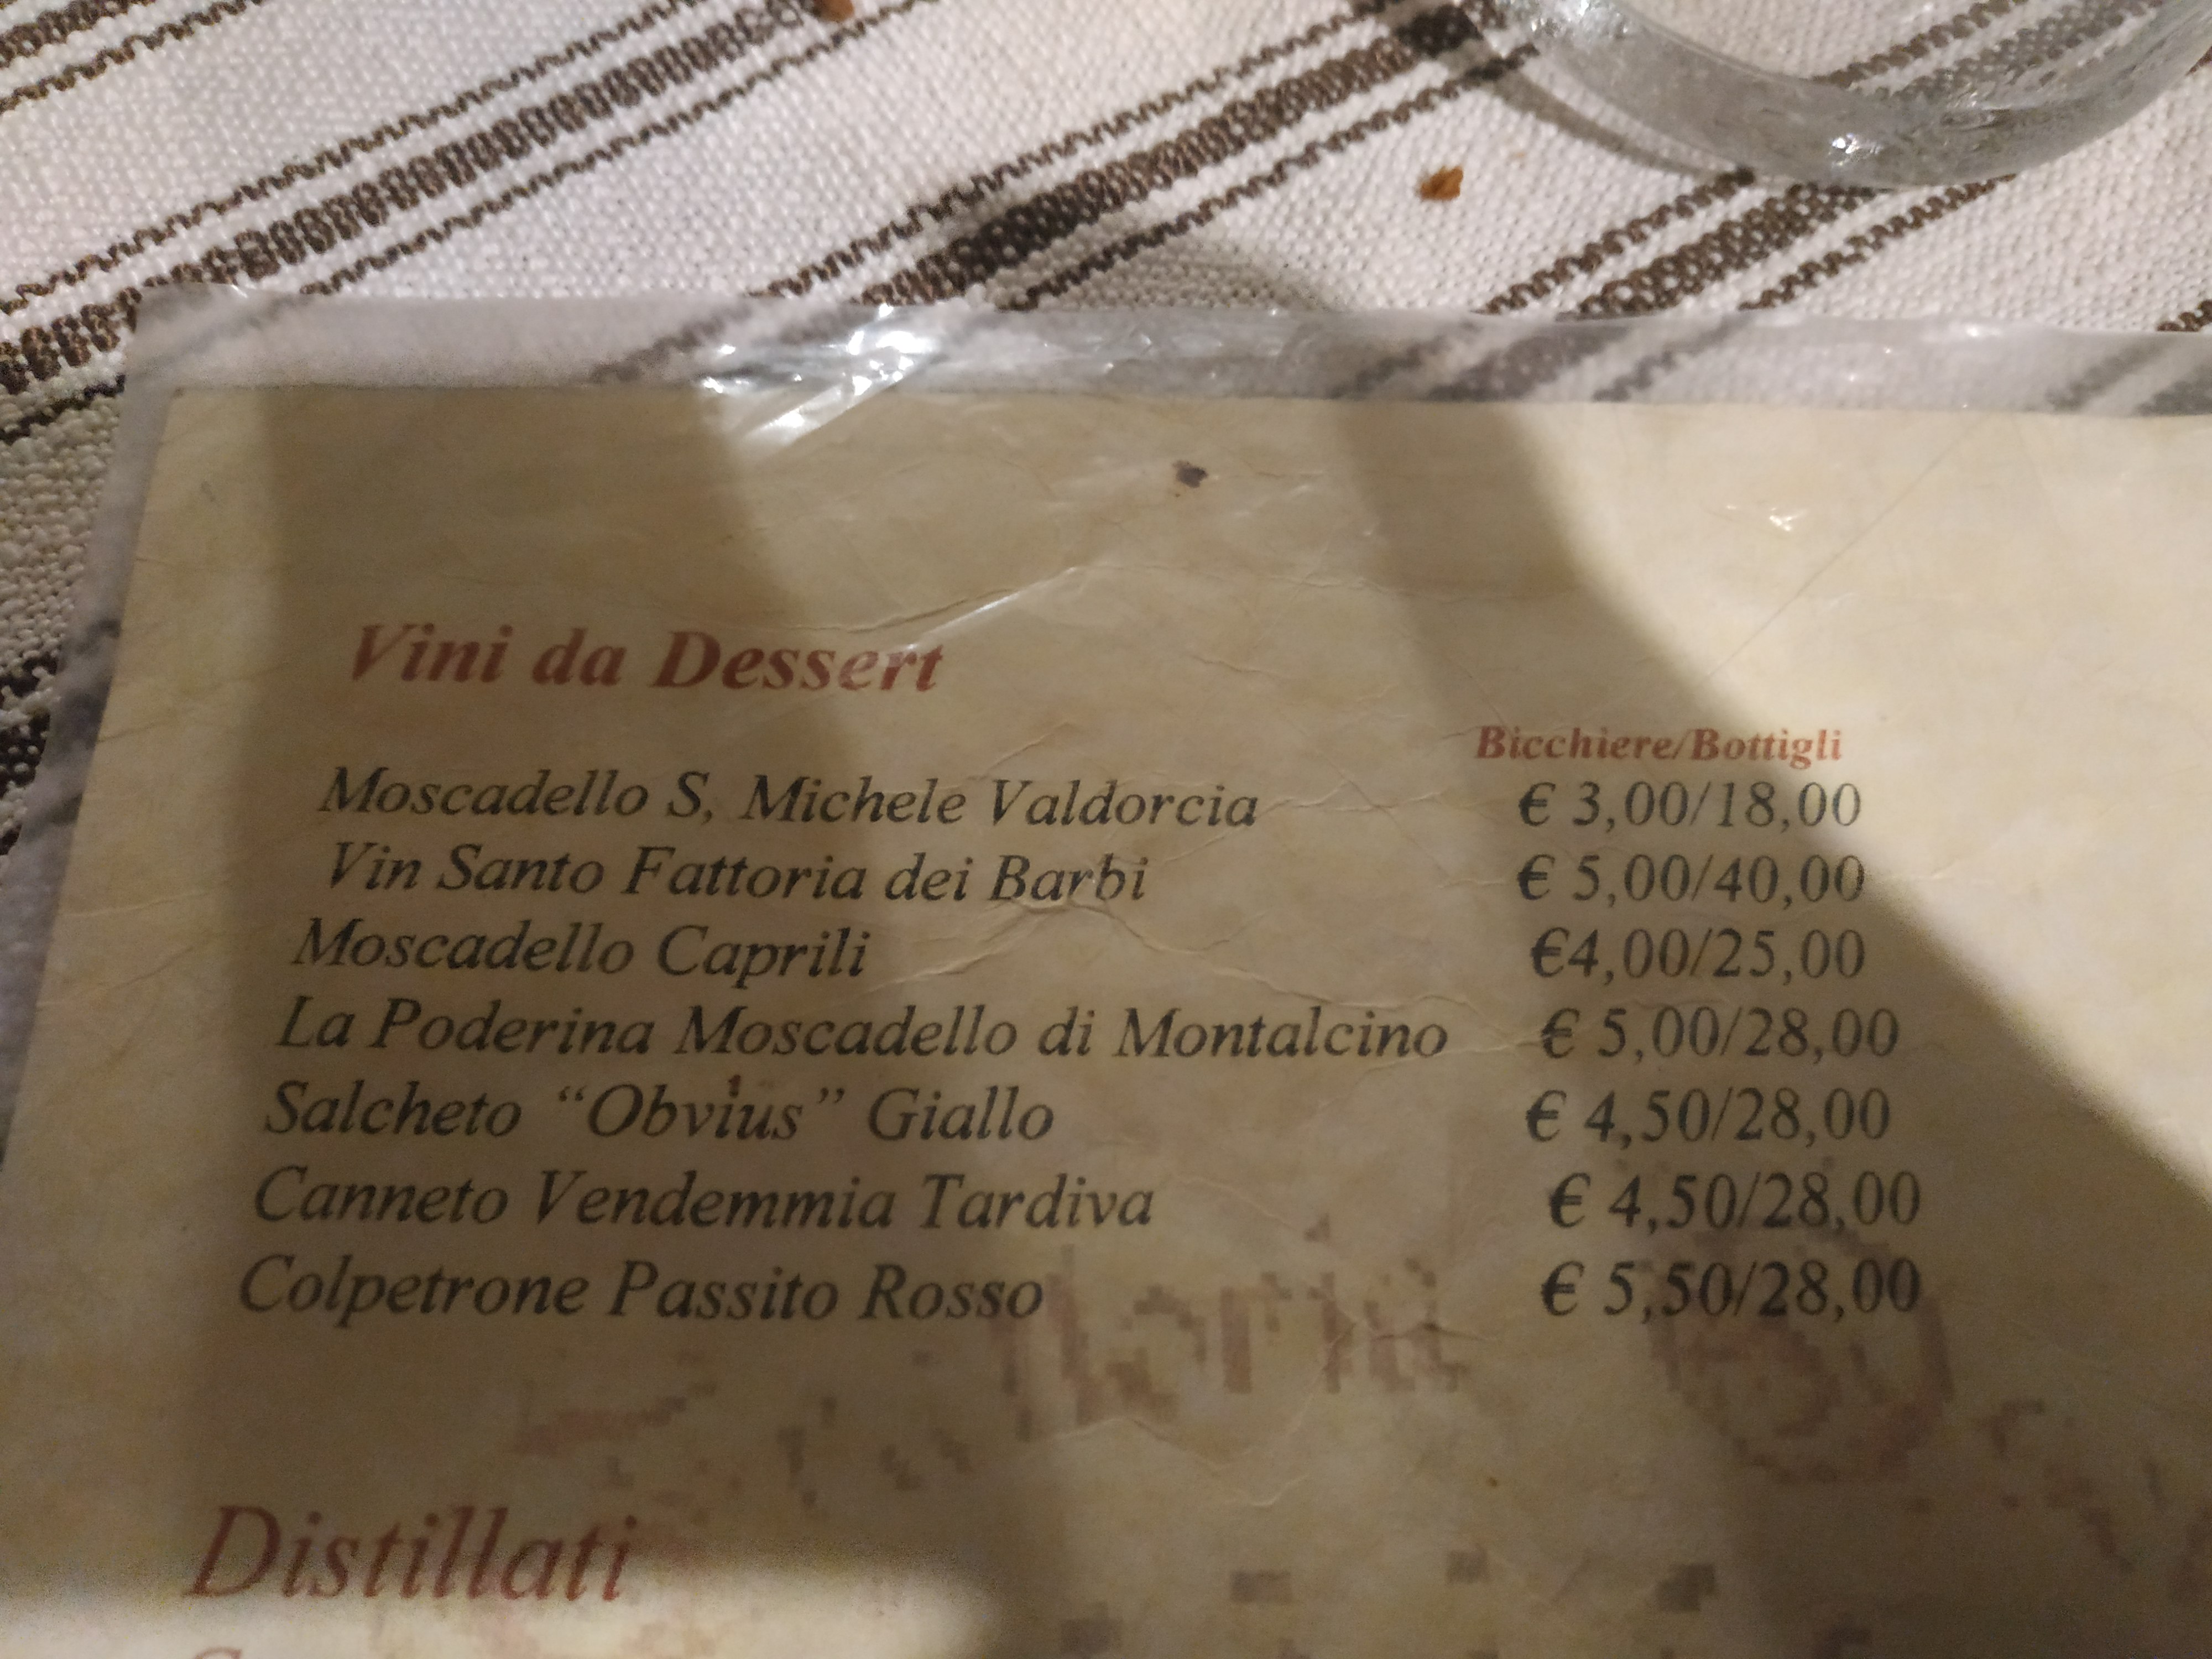 Vini da Dessert
Bicchiere/Bottigli
Moscadello S, Michele Valdorcia € 3,00/18,00
Vin Santo Fattoria dei Barbi € 5,00/40,00
Moscadello Caprili €4,00/25,00
La Poderina Moscadello di Montalcino € 5,00/28,00
Salcheto “Obvius” Giallo € 4,50/28,00
Canneto Vendemmia Tardiva € 4,50/28,00
Colpetrone Passito Rosso € 5,50/28,00
Distillati